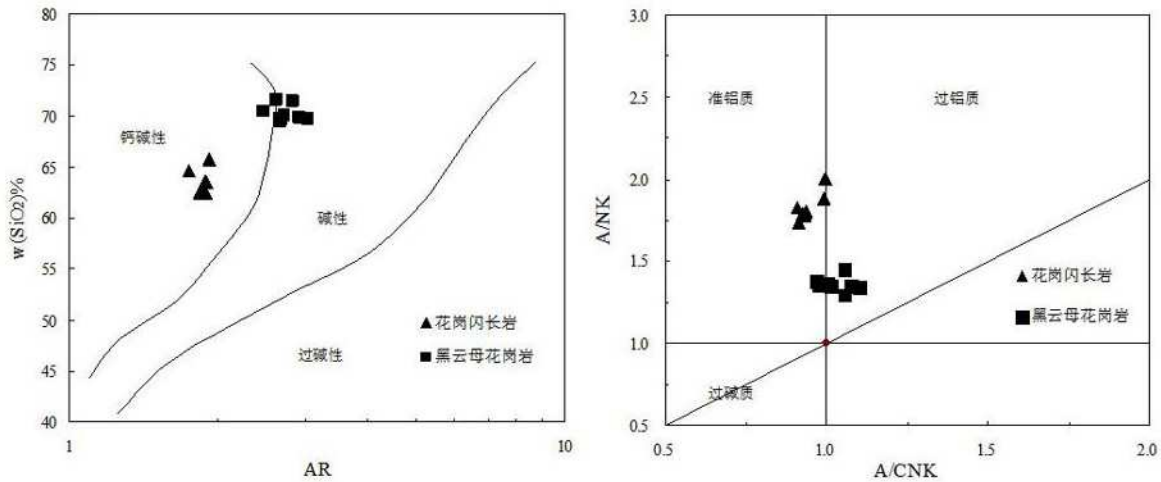 80
75
70
65
60
55
50
45
40
w(SiO2)%
钙碱性
碱性
过碱性
▲ 花岗闪长岩
■ 黑云母花岗岩
1
10
AR
3.0
2.5
2.0
1.5
1.0
0.5
A/NK
准铝质
过铝质
过碱质
▲ 花岗闪长岩
■ 黑云母花岗岩
0.5
1.0
1.5
2.0
A/CNK